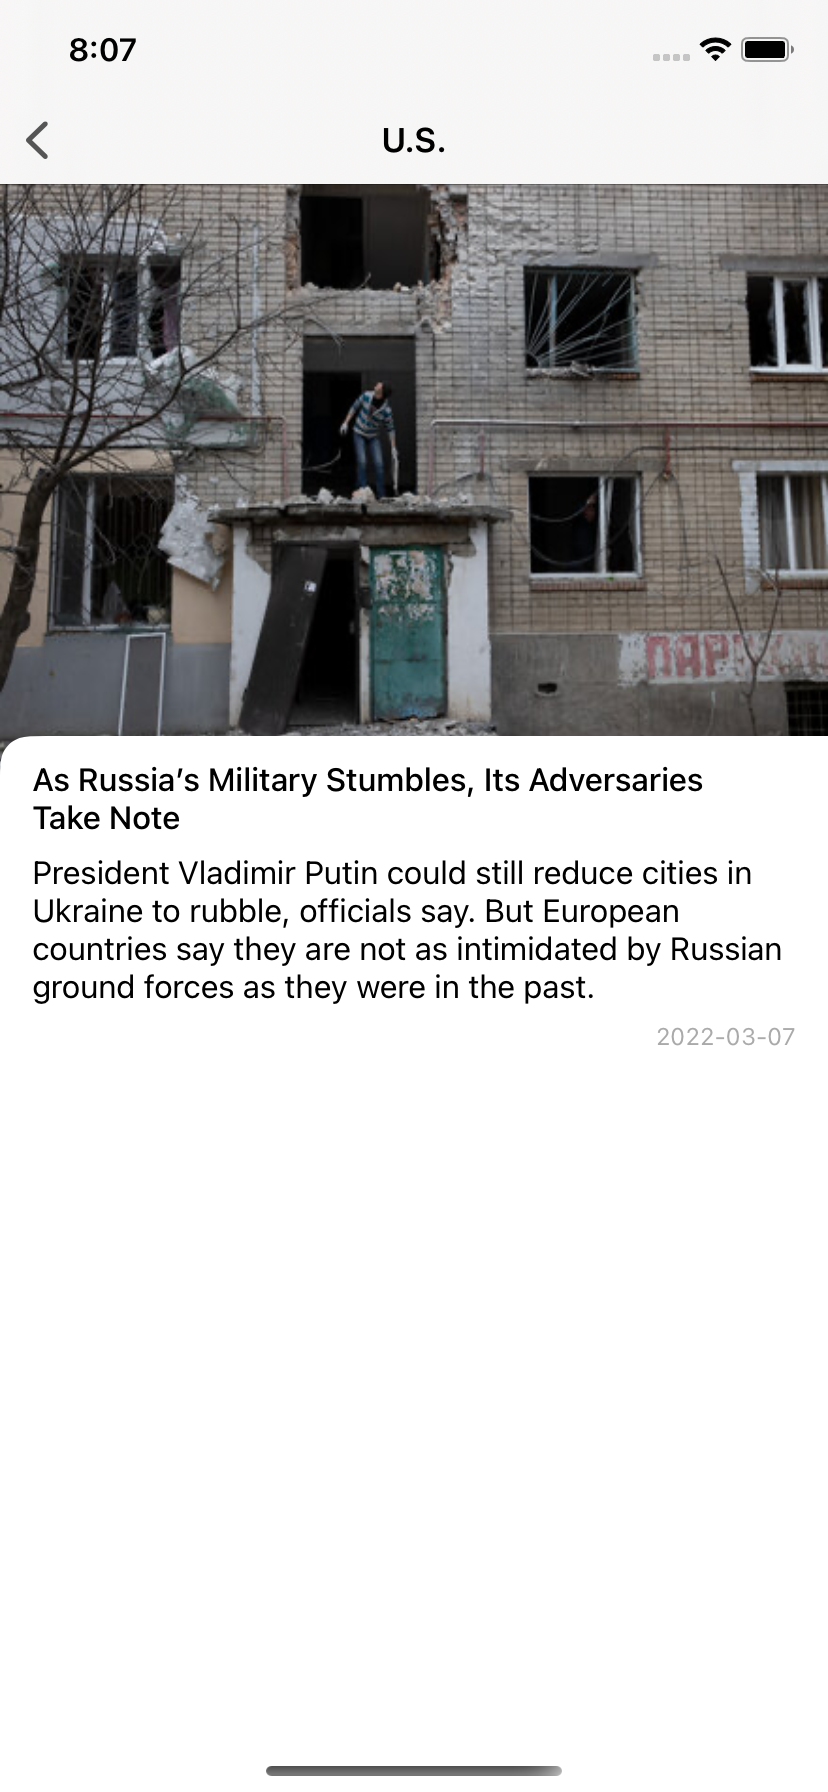 8:07
U.S.
As Russia’s Military Stumbles, Its Adversaries
Take Note
President Vladimir Putin could still reduce cities in
Ukraine to rubble, officials say. But European
countries say they are not as intimidated by Russian
ground forces as they were in the past.
2022-03-07